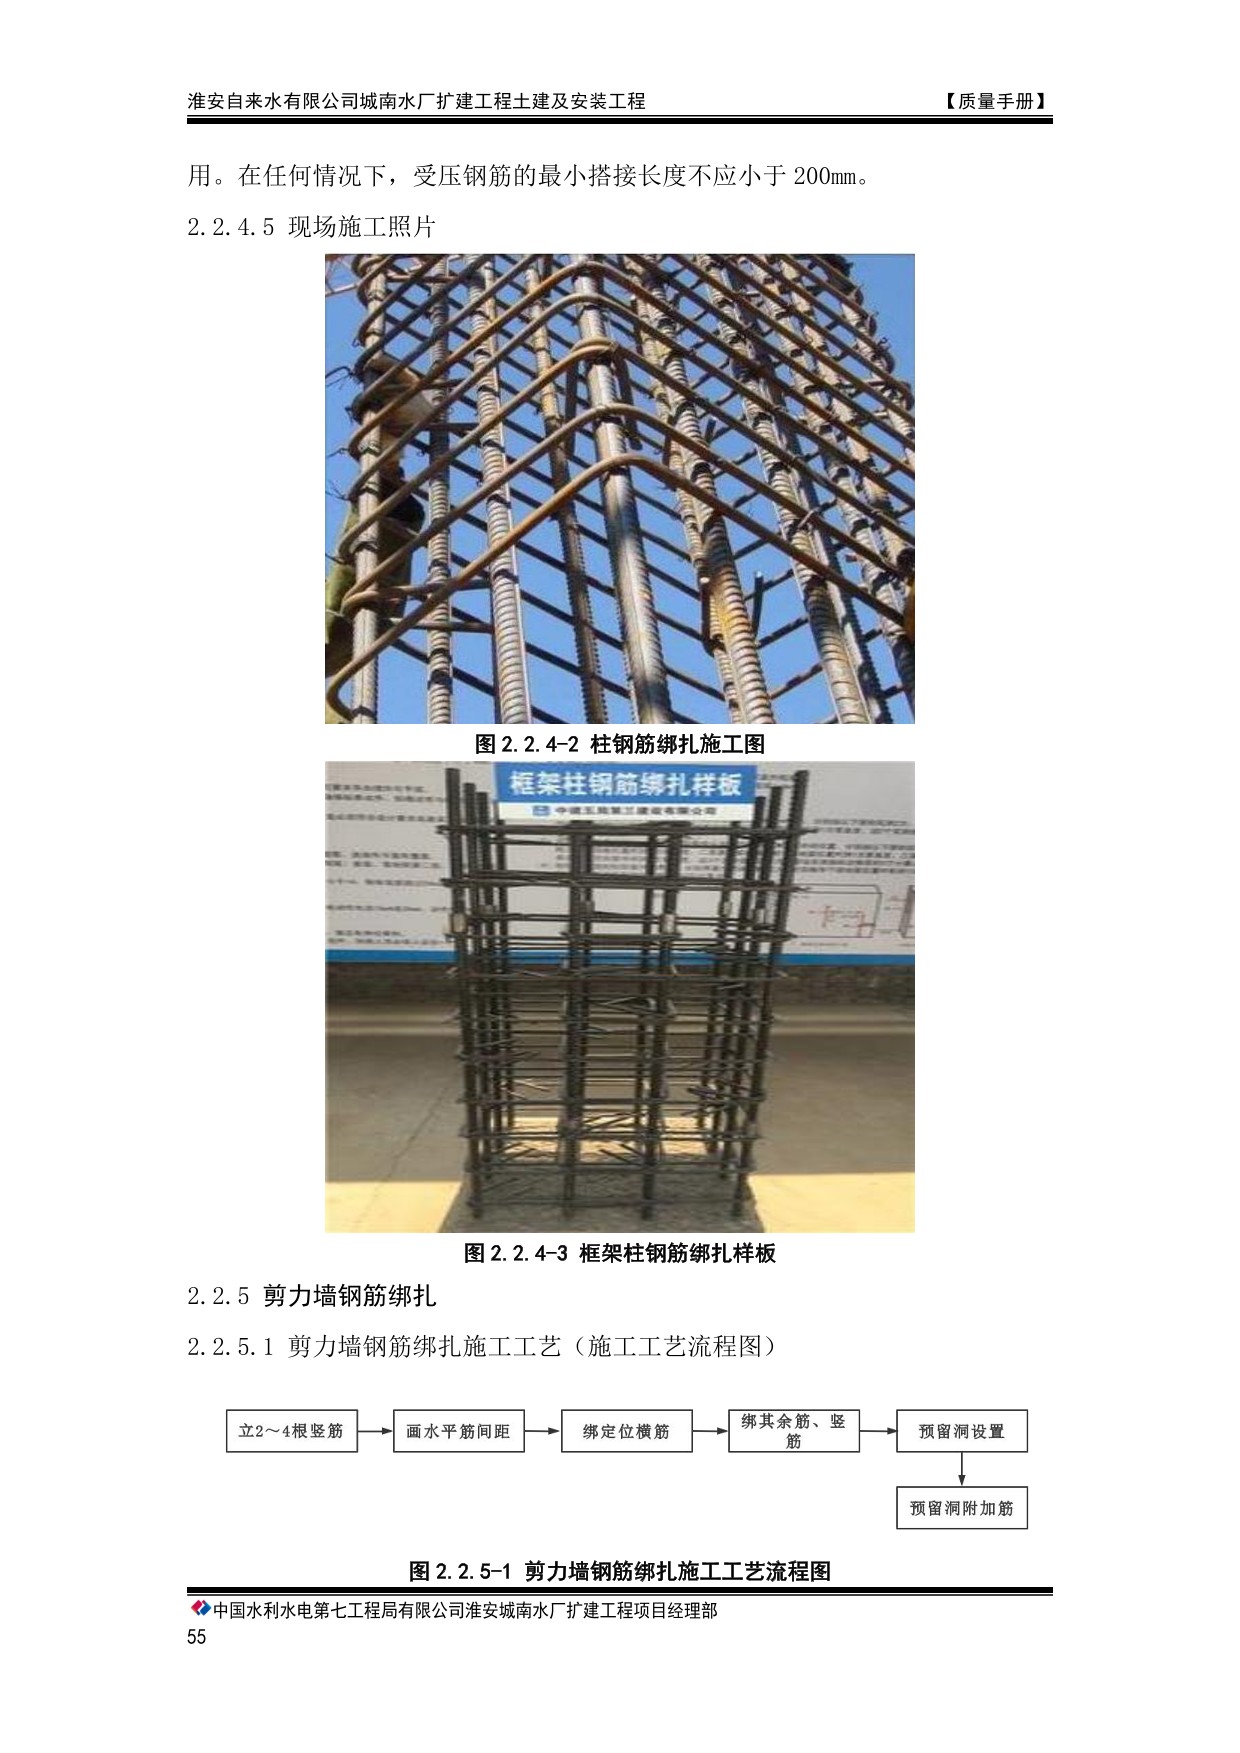 淮安自来水有限公司城南水厂扩建工程土建及安装工程 【质量手册】
用。在任何情况下，受压钢筋的最小搭接长度不应小于 200mm。
2.2.4.5 现场施工照片
图 2.2.4-2 柱钢筋绑扎施工图
框架柱钢筋绑扎样板
中建五局第三建设有限公司
图 2.2.4-3 框架柱钢筋绑扎样板
2.2.5 剪力墙钢筋绑扎
2.2.5.1 剪力墙钢筋绑扎施工工艺（施工工艺流程图）
立2～4根竖筋
画水平筋间距
绑定位横筋
绑其余筋、竖
筋
预留洞设置
预留洞附加筋
图 2.2.5-1 剪力墙钢筋绑扎施工工艺流程图
中国水利水电第七工程局有限公司淮安城南水厂扩建工程项目经理部
55